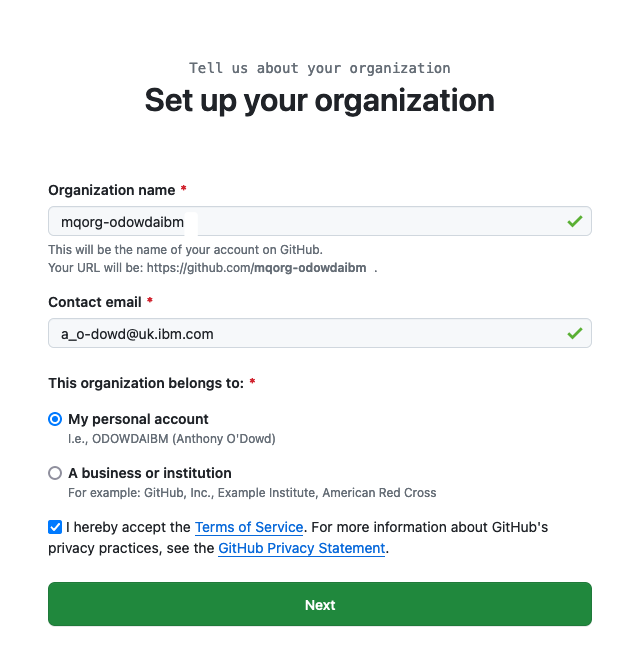 Tell us about your organization
Set up your organization
Organization name *
mqorg-odowdaibm
This will be the name of your account on GitHub.
Your URL will be: https://github.com/mqorg-odowdaibm .
Contact email *
a_o-dowd@uk.ibm.com
This organization belongs to: *
My personal account
I.e., ODOWDAIBM (Anthony O'Dowd)
A business or institution
For example: GitHub, Inc., Example Institute, American Red Cross
I hereby accept the Terms of Service. For more information about GitHub's
privacy practices, see the GitHub Privacy Statement.
Next